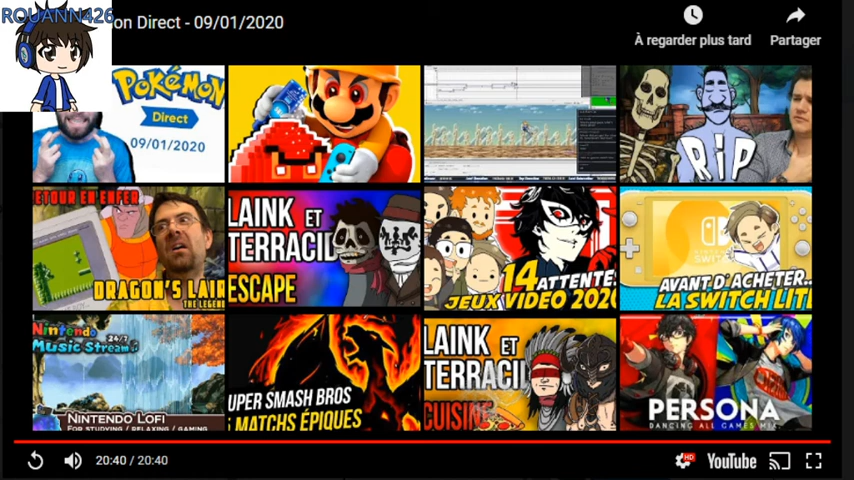 ROUANN426
on Direct - 09/01/2020
À regarder plus tard
Partager
POKÉMON
Direct
09/01/2020
RiP
ETOUR EN ENFER
DRAGON'S LAIR
THE LEGEND
LAINK ET
TERRACID
ESCAPE
14 ATTENTES
JEUX VIDEO 2020
NINTENDO
SWITCH
AVANT D'ACHETER...
LA SWITCH LITE
Nintendo 24/7
Music Stream♪
NINTENDO LOFI
FOR STUDYING / RELAXING / GAMING
UPER SMASH BROS
5 MATCHS ÉPIQUES
LAINK ET
TERRACID
CUISINE
PERSONA
DANCING ALL GAMES MIX
20:40 / 20:40
HD
YouTube